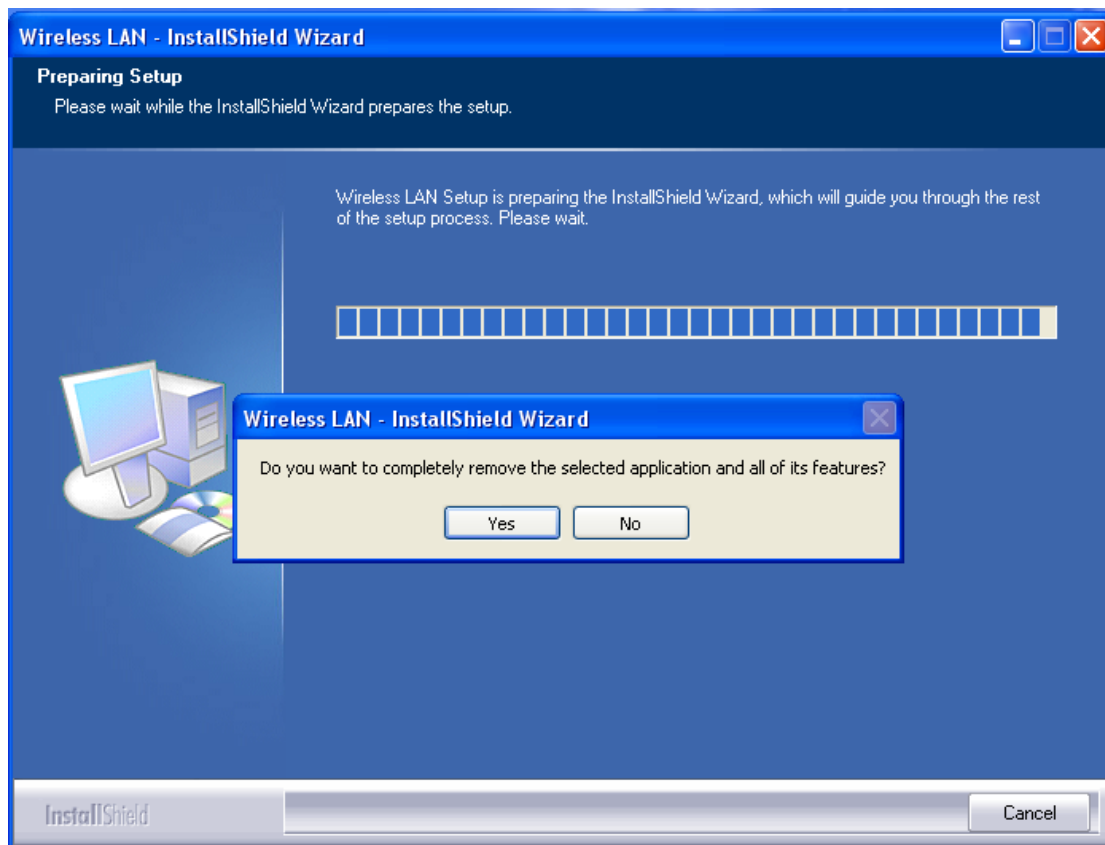 Wireless LAN - InstallShield Wizard
Preparing Setup
Please wait while the InstallShield Wizard prepares the setup.
Wireless LAN Setup is preparing the InstallShield Wizard, which will guide you through the rest
of the setup process. Please wait.
Wireless LAN - InstallShield Wizard
Do you want to completely remove the selected application and all of its features?
Yes No
InstallShield
Cancel